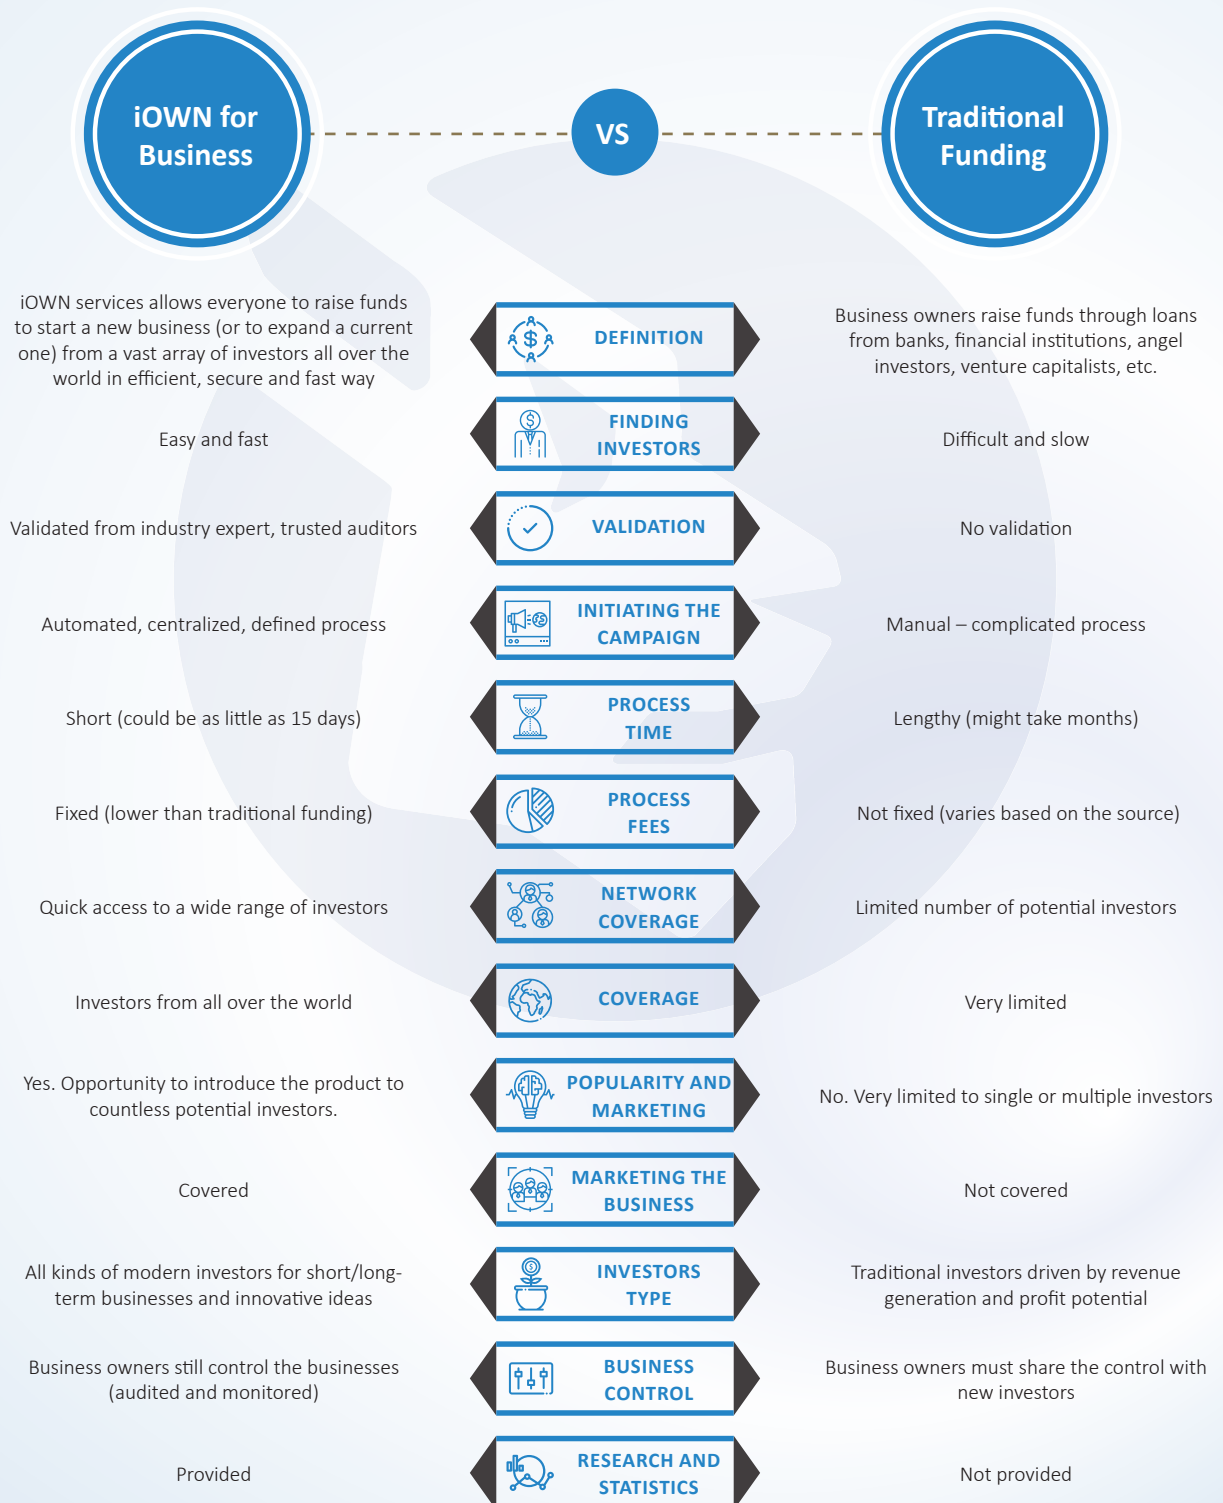 iOWN for
Business
VS
Traditional
Funding
iOWN services allows everyone to raise funds
to start a new business (or to expand a current
one) from a vast array of investors all over the
world in efficient, secure and fast way
DEFINITION
Business owners raise funds through loans
from banks, financial institutions, angel
investors, venture capitalists, etc.
Easy and fast
FINDING
INVESTORS
Difficult and slow
Validated from industry expert, trusted auditors
VALIDATION
No validation
Automated, centralized, defined process
INITIATING THE
CAMPAIGN
Manual – complicated process
Short (could be as little as 15 days)
PROCESS
TIME
Lengthy (might take months)
Fixed (lower than traditional funding)
PROCESS
FEES
Not fixed (varies based on the source)
Quick access to a wide range of investors
NETWORK
COVERAGE
Limited number of potential investors
Investors from all over the world
COVERAGE
Very limited
Yes. Opportunity to introduce the product to
countless potential investors.
POPULARITY AND
MARKETING
No. Very limited to single or multiple investors
Covered
MARKETING THE
BUSINESS
Not covered
All kinds of modern investors for short/long-
term businesses and innovative ideas
INVESTORS
TYPE
Traditional investors driven by revenue
generation and profit potential
Business owners still control the businesses
(audited and monitored)
BUSINESS
CONTROL
Business owners must share the control with
new investors
Provided
RESEARCH AND
STATISTICS
Not provided